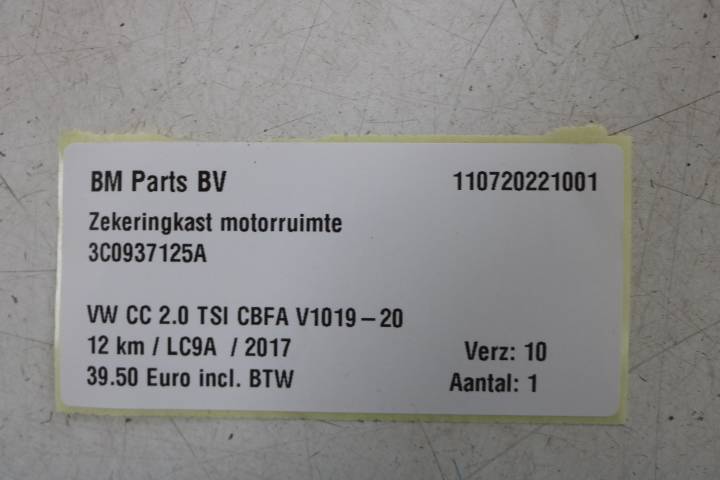 BM Parts BV 110720221001
Zekeringkast motorruimte
3C0937125A
VW CC 2.0 TSI CBFA V1019-20
12 km / LC9A / 2017 Verz: 10
39.50 Euro incl. BTW Aantal: 1